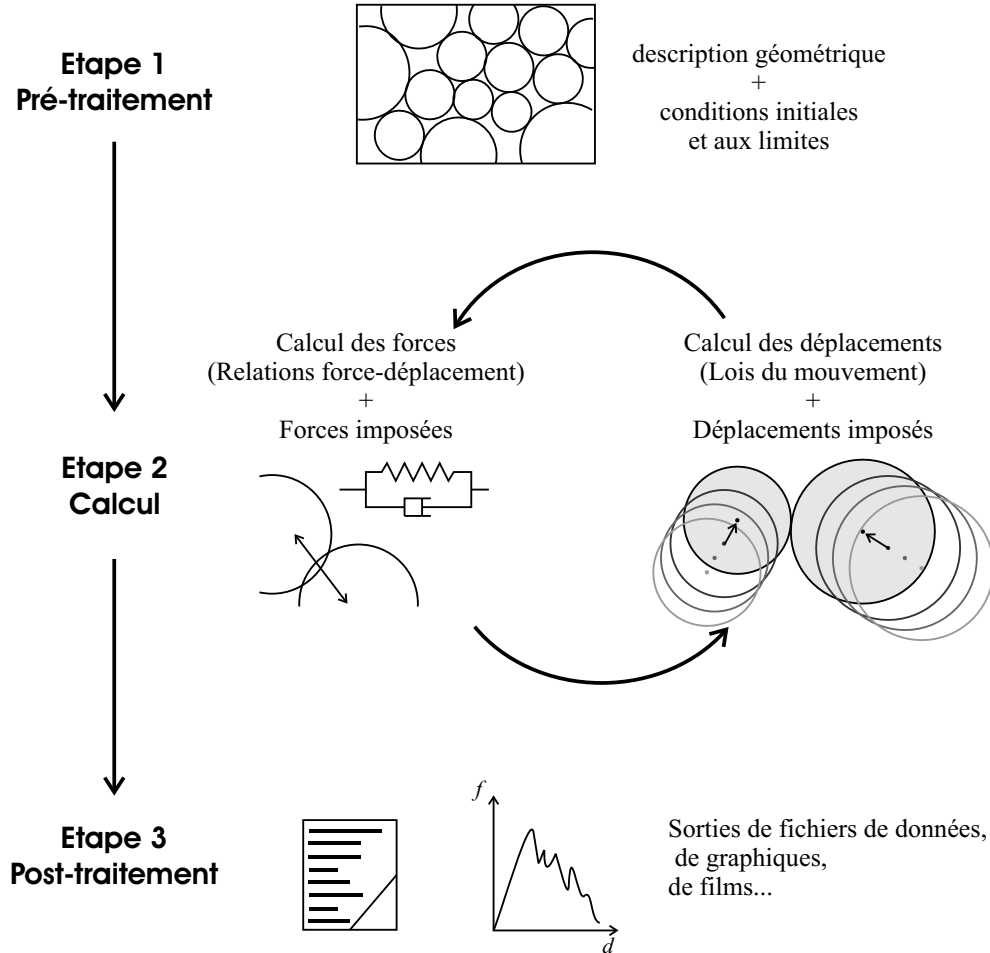 Etape 1
Pré-traitement
description géométrique
+
conditions initiales
et aux limites
Calcul des forces
(Relations force-déplacement)
+
Forces imposées
Calcul des déplacements
(Lois du mouvement)
+
Déplacements imposés
Etape 2
Calcul
Etape 3
Post-traitement
f
d
Sorties de fichiers de données,
de graphiques,
de films...